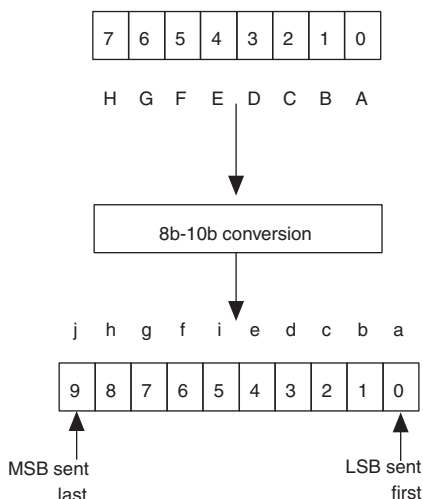 7 6 5 4 3 2 1 0
H G F E D C B A
8b-10b conversion
j h g f i e d c b a
9 8 7 6 5 4 3 2 1 0
MSB sent
last
LSB sent
first